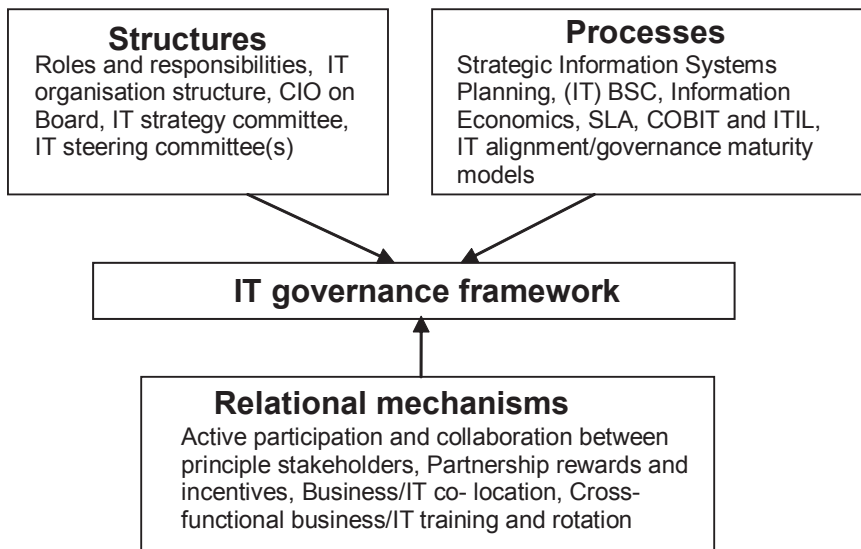 Structures
Roles and responsibilities, IT
organisation structure, CIO on
Board, IT strategy committee,
IT steering committee(s)
Processes
Strategic Information Systems
Planning, (IT) BSC, Information
Economics, SLA, COBIT and ITIL,
IT alignment/governance maturity
models
IT governance framework
Relational mechanisms
Active participation and collaboration between
principle stakeholders, Partnership rewards and
incentives, Business/IT co- location, Cross-
functional business/IT training and rotation